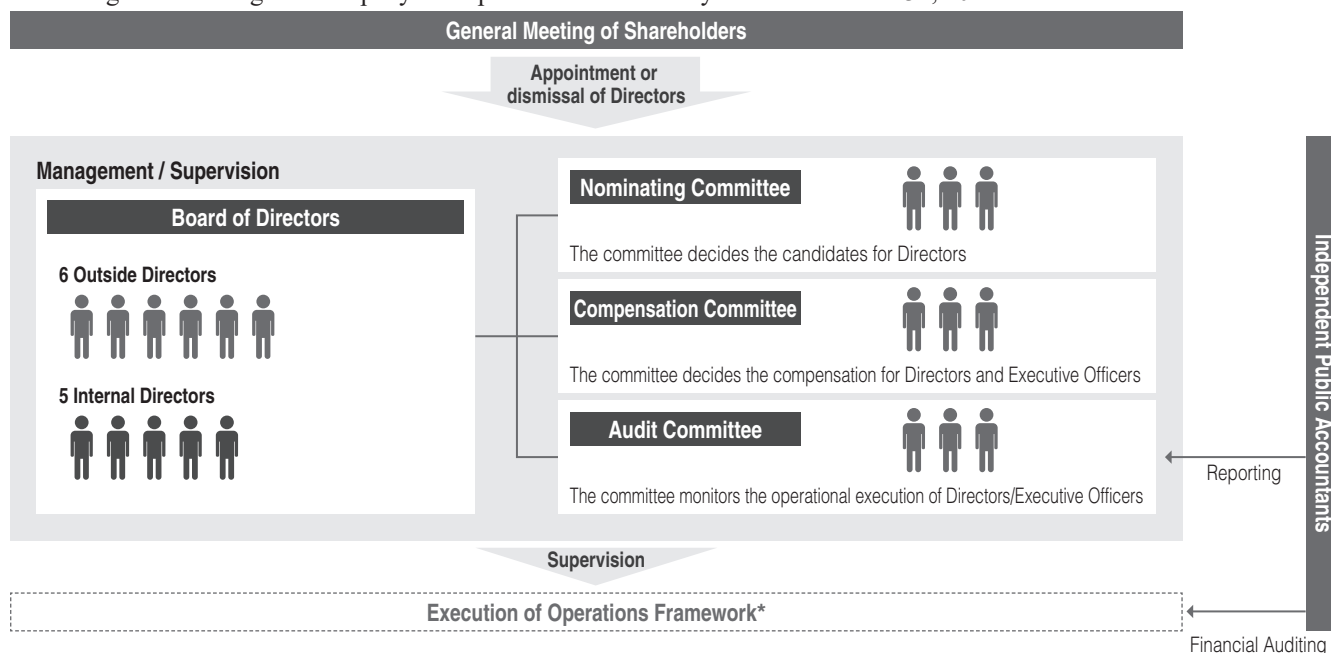 General Meeting of Shareholders
Appointment or
dismissal of Directors
Management / Supervision
Board of Directors
6 Outside Directors
5 Internal Directors
Nominating Committee
The committee decides the candidates for Directors
Compensation Committee
The committee decides the compensation for Directors and Executive Officers
Audit Committee
The committee monitors the operational execution of Directors/Executive Officers
Independent Public Accountants
Reporting
Supervision
Execution of Operations Framework*
Financial Auditing